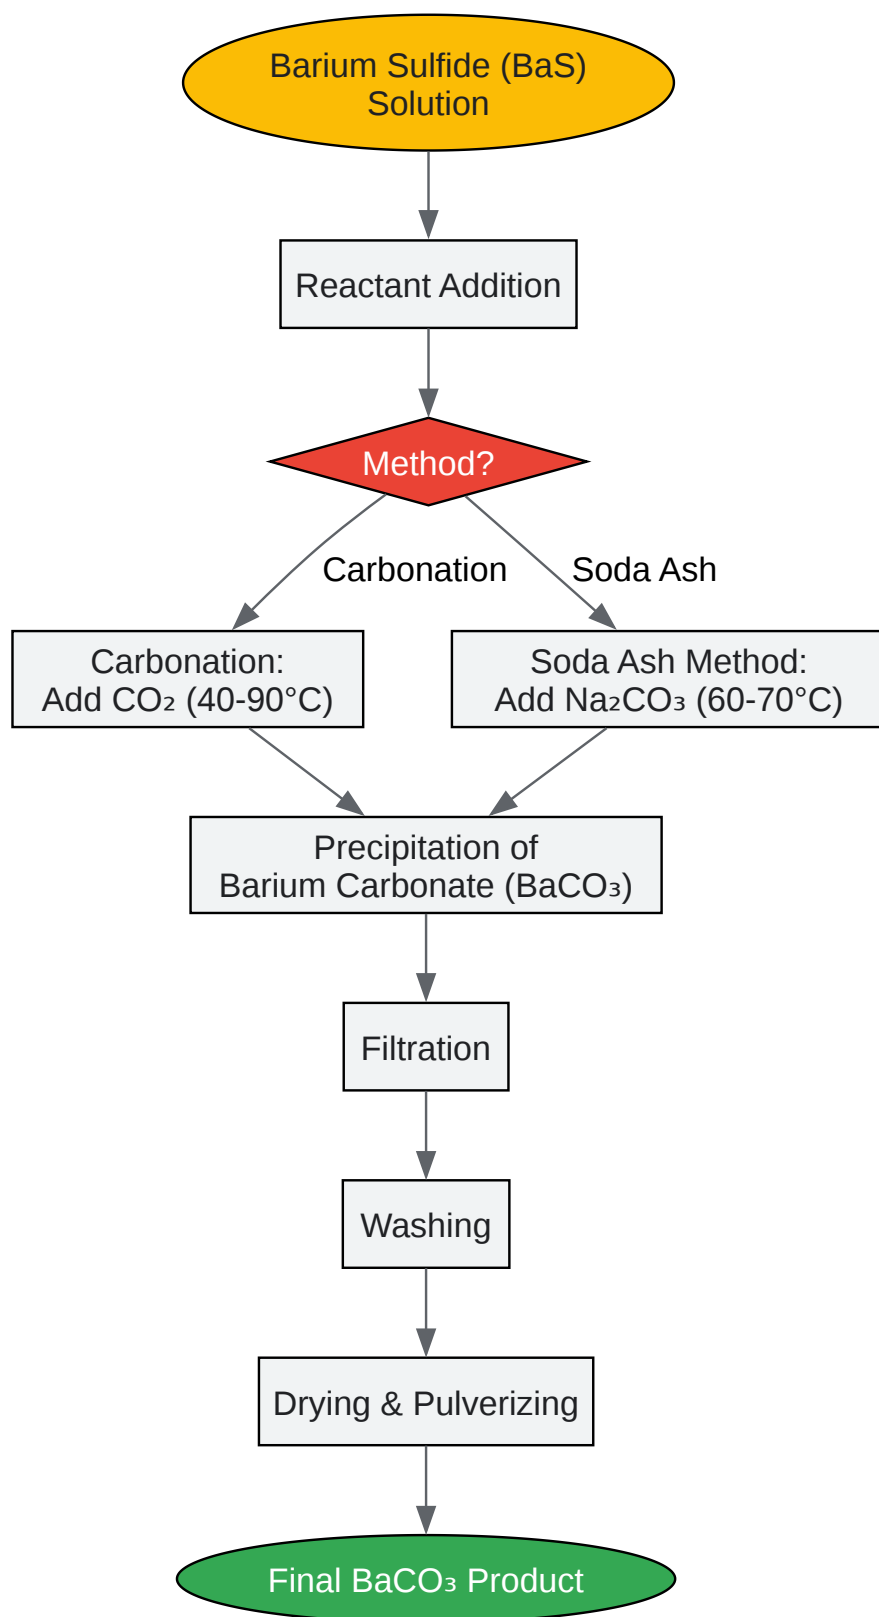 Barium Sulfide (BaS)
Solution
Reactant Addition
Method?
Carbonation
Soda Ash
Carbonation:
Add CO₂ (40-90°C)
Soda Ash Method:
Add Na₂CO₃ (60-70°C)
Precipitation of
Barium Carbonate (BaCO₃)
Filtration
Washing
Drying & Pulverizing
Final BaCO₃ Product